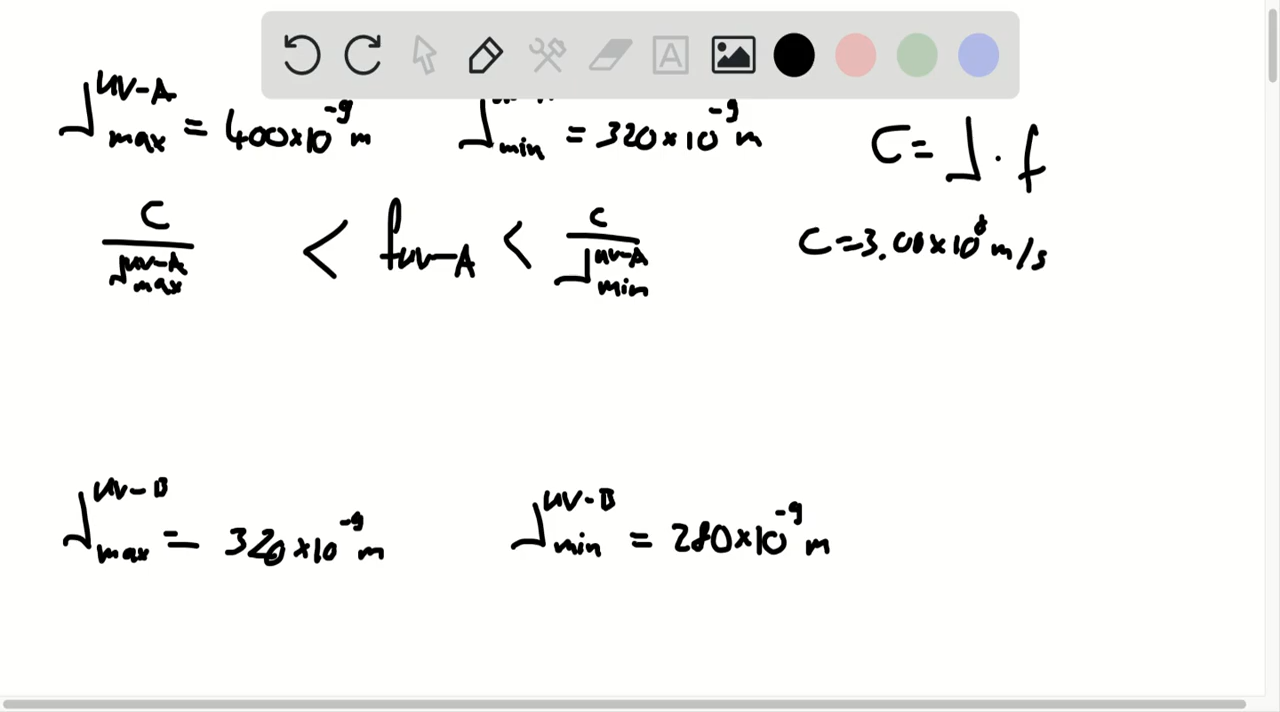 λ^UV-A_max = 400×10^-9 m    λ_min = 320×10^-9 m    C = λ · f
C/λ^UV-A_max < f_UV-A < C/λ^UV-A_min    C = 3.00×10^8 m/s
λ^UV-B_max = 320×10^-9 m    λ^UV-B_min = 280×10^-9 m